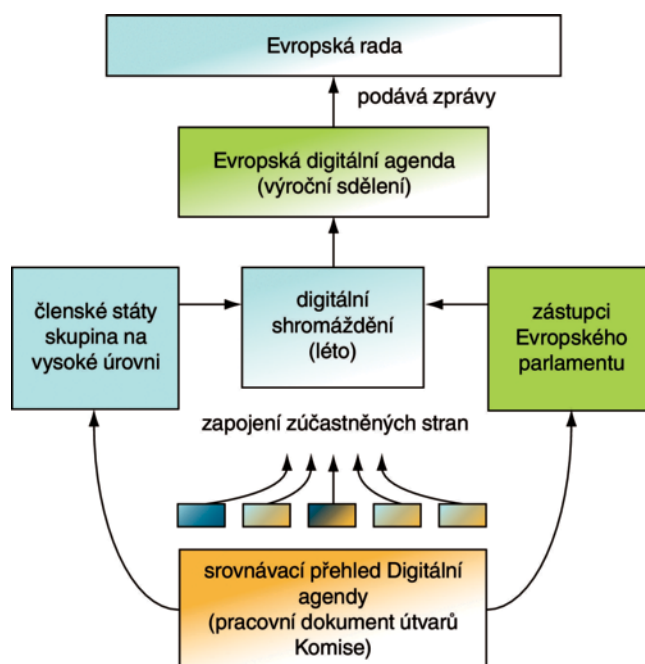 Evropská rada
podává zprávy
Evropská digitální agenda
(výroční sdělení)
členské státy
skupina na
vysoké úrovni
digitální
shromáždění
(léto)
zástupci
Evropského
parlamentu
zapojení zúčastněných stran
srovnávací přehled Digitální
agendy
(pracovní dokument útvarů
Komise)